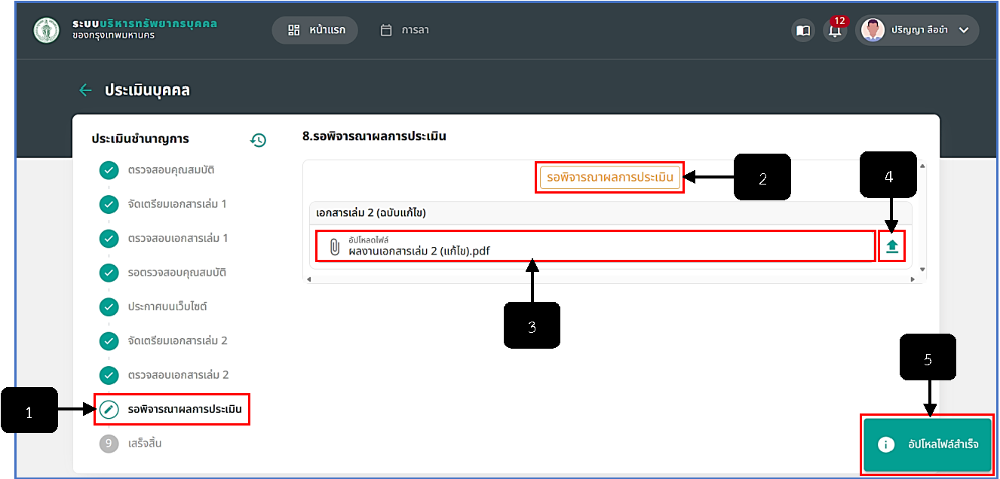 ระบบบริหารทรัพยากรบุคคล
ของกรุงเทพมหานคร
หน้าแรก
การลา
12
ปริญญา ลือขำ
ประเมินบุคคล
ประเมินชำนาญการ
ตรวจสอบคุณสมบัติ
จัดเตรียมเอกสารเล่ม 1
ตรวจสอบเอกสารเล่ม 1
รอตรวจสอบคุณสมบัติ
ประกาศบนเว็บไซต์
จัดเตรียมเอกสารเล่ม 2
ตรวจสอบเอกสารเล่ม 2
1
รอพิจารณาผลการประเมิน
9 เสร็จสิ้น
8.รอพิจารณาผลการประเมิน
รอพิจารณาผลการประเมิน
2
4
เอกสารเล่ม 2 (ฉบับแก้ไข)
อัปโหลดไฟล์
ผลงานเอกสารเล่ม 2 (แก้ไข).pdf
3
5
อัปโหลไฟล์สำเร็จ